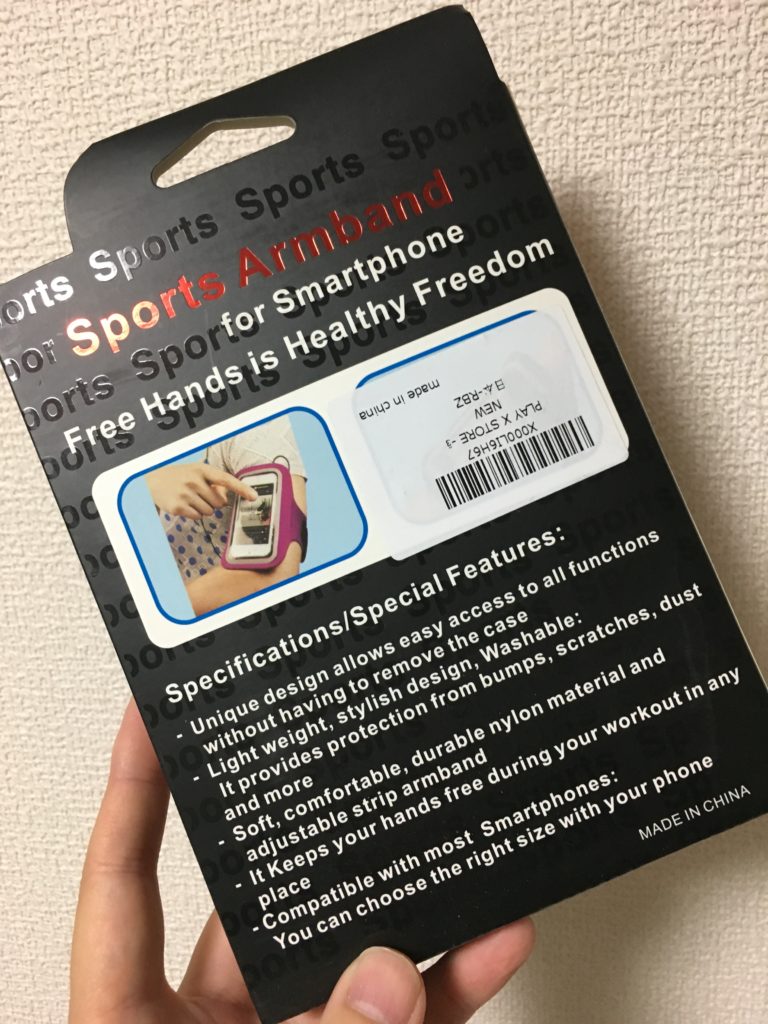 Sports Sports Sports Sports
Sports Armband
for Smartphone
Free Hands is Healthy Freedom
X000LI6H67
PLAY X STORE -
NEW
-RBZ
made in china
Specifications/Special Features:
- Unique design allows easy access to all functions
without having to remove the case
- Light weight, stylish design, Washable:
It provides protection from bumps, scratches, dust
and more
- Soft, comfortable, durable nylon material and
adjustable strip armband
- It Keeps your hands free during your workout in any
place
-Compatible with most Smartphones:
You can choose the right size with your phone
MADE IN CHINA